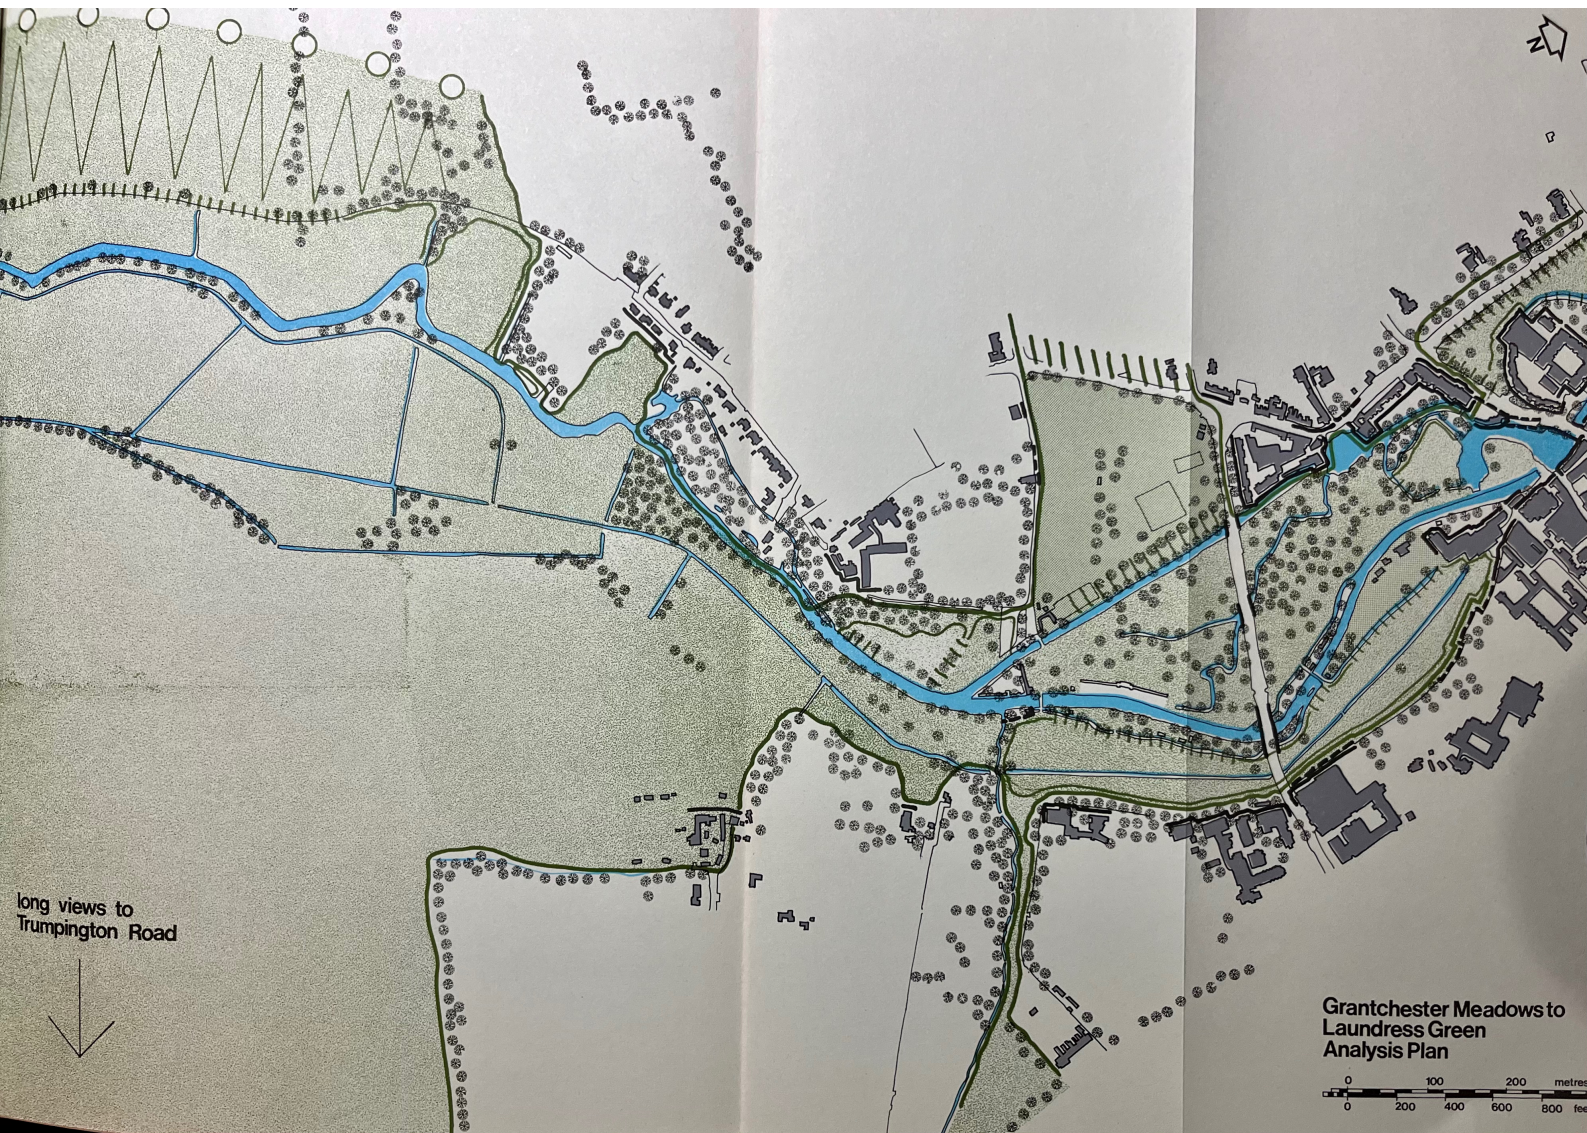 N
long views to
Trumpington Road
Grantchester Meadows to
Laundress Green
Analysis Plan
0 100 200 metres
0 200 400 600 800 fee